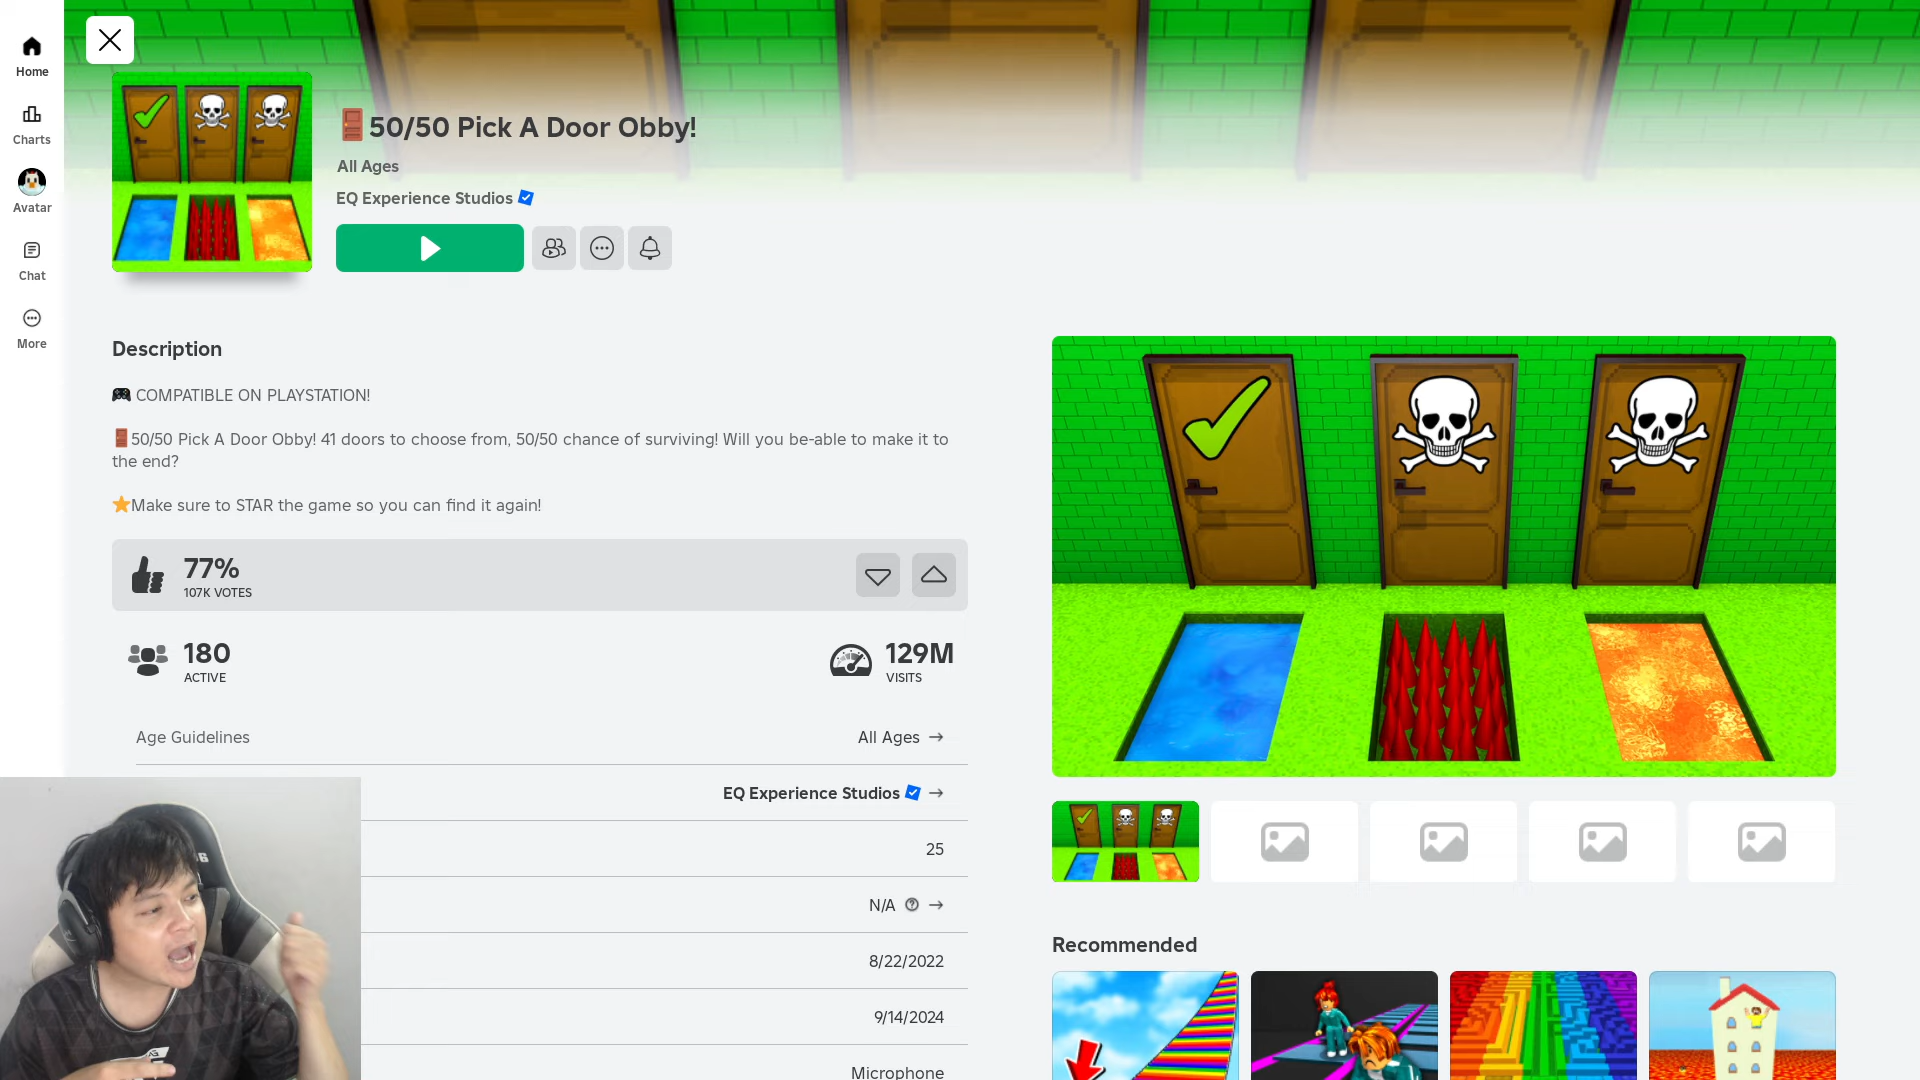 Home
Charts
Avatar
Chat
More
🚪50/50 Pick A Door Obby!
All Ages
EQ Experience Studios
Description
🎮 COMPATIBLE ON PLAYSTATION!
🚪50/50 Pick A Door Obby! 41 doors to choose from, 50/50 chance of surviving! Will you be-able to make it to
the end?
⭐Make sure to STAR the game so you can find it again!
77%
107K VOTES
180
ACTIVE
129M
VISITS
Age Guidelines
All Ages
EQ Experience Studios
25
N/A
8/22/2022
9/14/2024
Microphone
Recommended